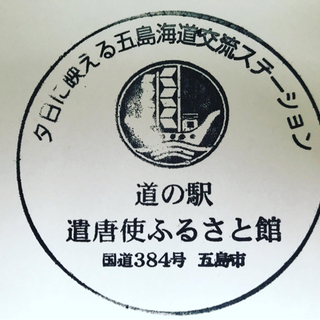 夕日に映える五島海道交流ステーション
道の駅
遣唐使ふるさと館
国道384号 五島市